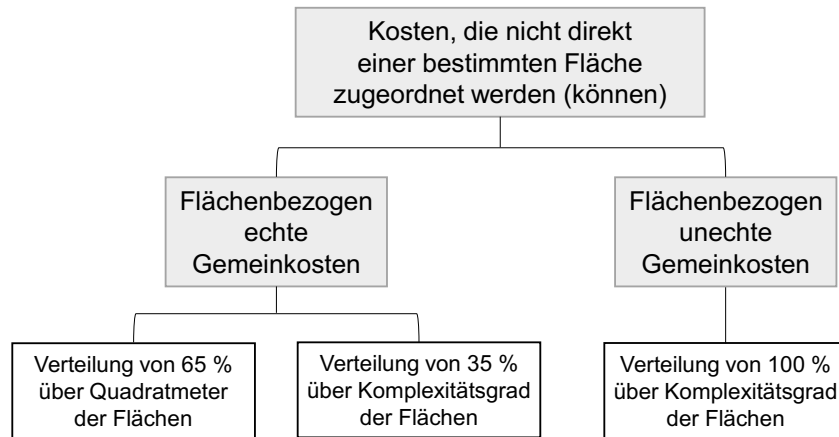 Kosten, die nicht direkt
einer bestimmten Fläche
zugeordnet werden (können)
Flächenbezogen
echte
Gemeinkosten
Flächenbezogen
unechte
Gemeinkosten
Verteilung von 65 %
über Quadratmeter
der Flächen
Verteilung von 35 %
über Komplexitätsgrad
der Flächen
Verteilung von 100 %
über Komplexitätsgrad
der Flächen